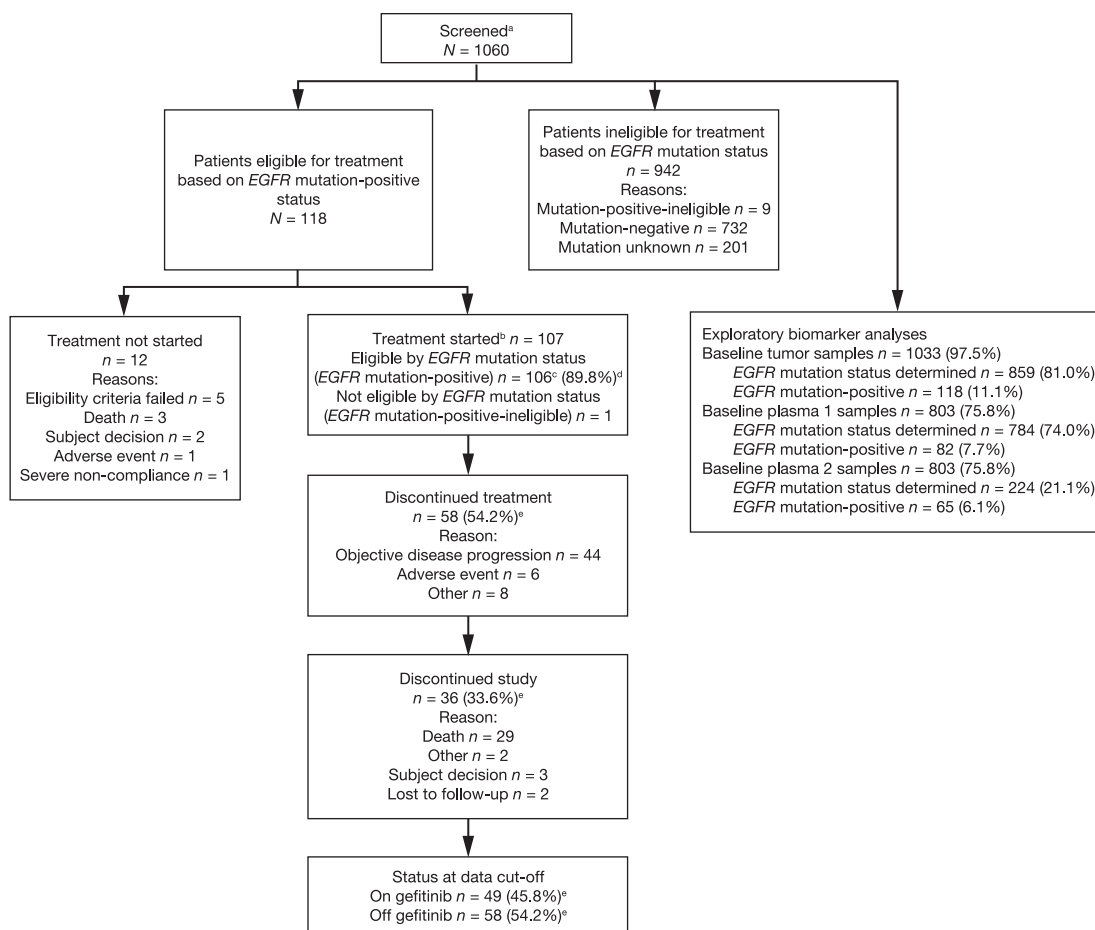 Screenedᵃ
N = 1060
Patients eligible for treatment
based on EGFR mutation-positive
status
N = 118
Patients ineligible for treatment
based on EGFR mutation status
n = 942
Reasons:
Mutation-positive-ineligible n = 9
Mutation-negative n = 732
Mutation unknown n = 201
Treatment not started
n = 12
Reasons:
Eligibility criteria failed n = 5
Death n = 3
Subject decision n = 2
Adverse event n = 1
Severe non-compliance n = 1
Treatment startedᵇ n = 107
Eligible by EGFR mutation status
(EGFR mutation-positive) n = 106ᶜ (89.8%)ᵈ
Not eligible by EGFR mutation status
(EGFR mutation-positive-ineligible) n = 1
Exploratory biomarker analyses
Baseline tumor samples n = 1033 (97.5%)
EGFR mutation status determined n = 859 (81.0%)
EGFR mutation-positive n = 118 (11.1%)
Baseline plasma 1 samples n = 803 (75.8%)
EGFR mutation status determined n = 784 (74.0%)
EGFR mutation-positive n = 82 (7.7%)
Baseline plasma 2 samples n = 803 (75.8%)
EGFR mutation status determined n = 224 (21.1%)
EGFR mutation-positive n = 65 (6.1%)
Discontinued treatment
n = 58 (54.2%)ᵉ
Reason:
Objective disease progression n = 44
Adverse event n = 6
Other n = 8
Discontinued study
n = 36 (33.6%)ᵉ
Reason:
Death n = 29
Other n = 2
Subject decision n = 3
Lost to follow-up n = 2
Status at data cut-off
On gefitinib n = 49 (45.8%)ᵉ
Off gefitinib n = 58 (54.2%)ᵉ